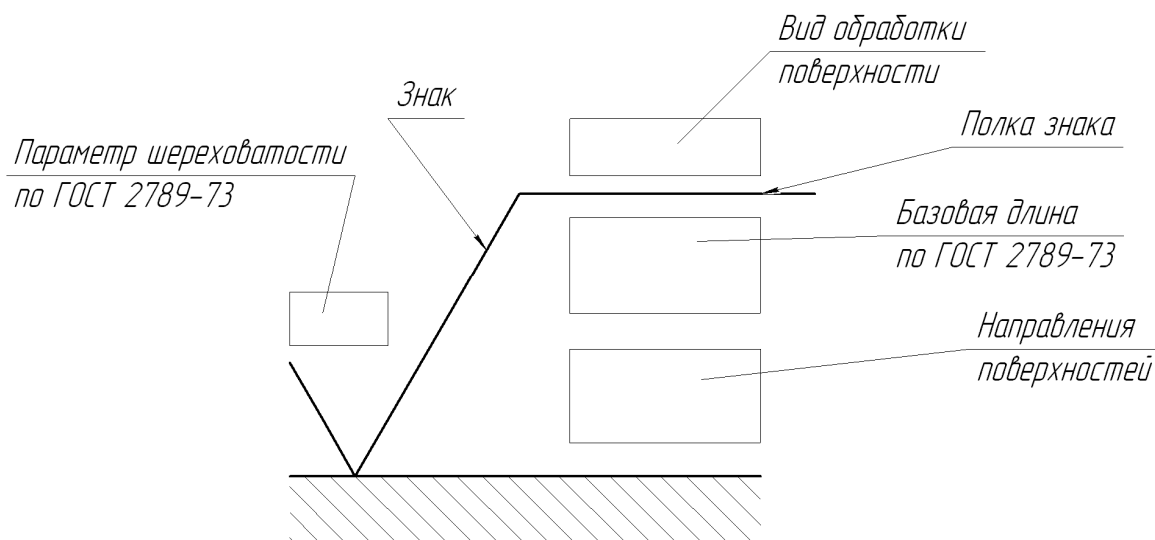 Вид обработки
поверхности
Знак
Полка знака
Параметр шереховатости
по ГОСТ 2789-73
Базовая длина
по ГОСТ 2789-73
Направления
поверхностей